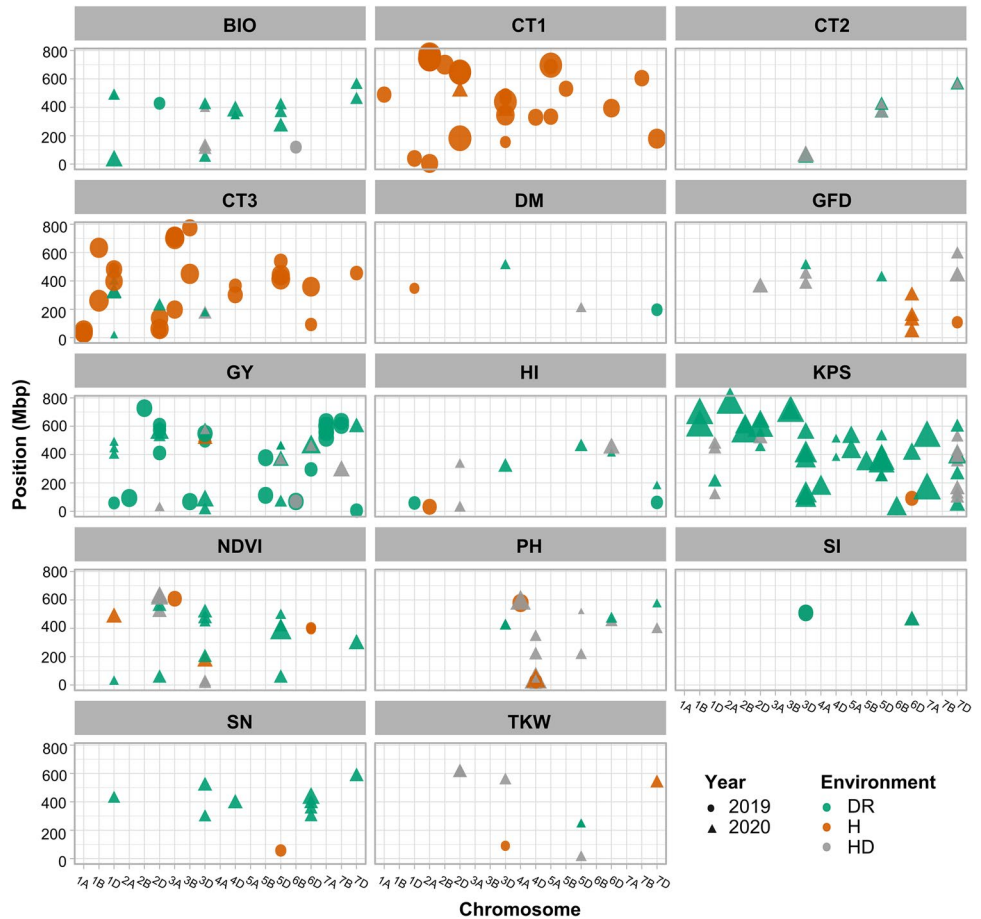 BIO CT1 CT2
800
600
400
200
0
CT3 DM GFD
800
600
400
200
0
GY HI KPS
800
600
400
200
0
NDVI PH SI
800
600
400
200
0
1A 1B 1D 2A 2B 2D 3A 3B 3D 4A 4D 5A 5B 5D 6B 6D 7A 7B 7D
SN TKW
800
600
400
200
0
1A 1B 1D 2A 2B 2D 3A 3B 3D 4A 4D 5A 5B 5D 6B 6D 7A 7B 7D
1A 1B 1D 2A 2B 2D 3A 3B 3D 4A 4D 5A 5B 5D 6B 6D 7A 7B 7D
Position (Mbp)
Chromosome
Year
2019
2020
Environment
DR
H
HD